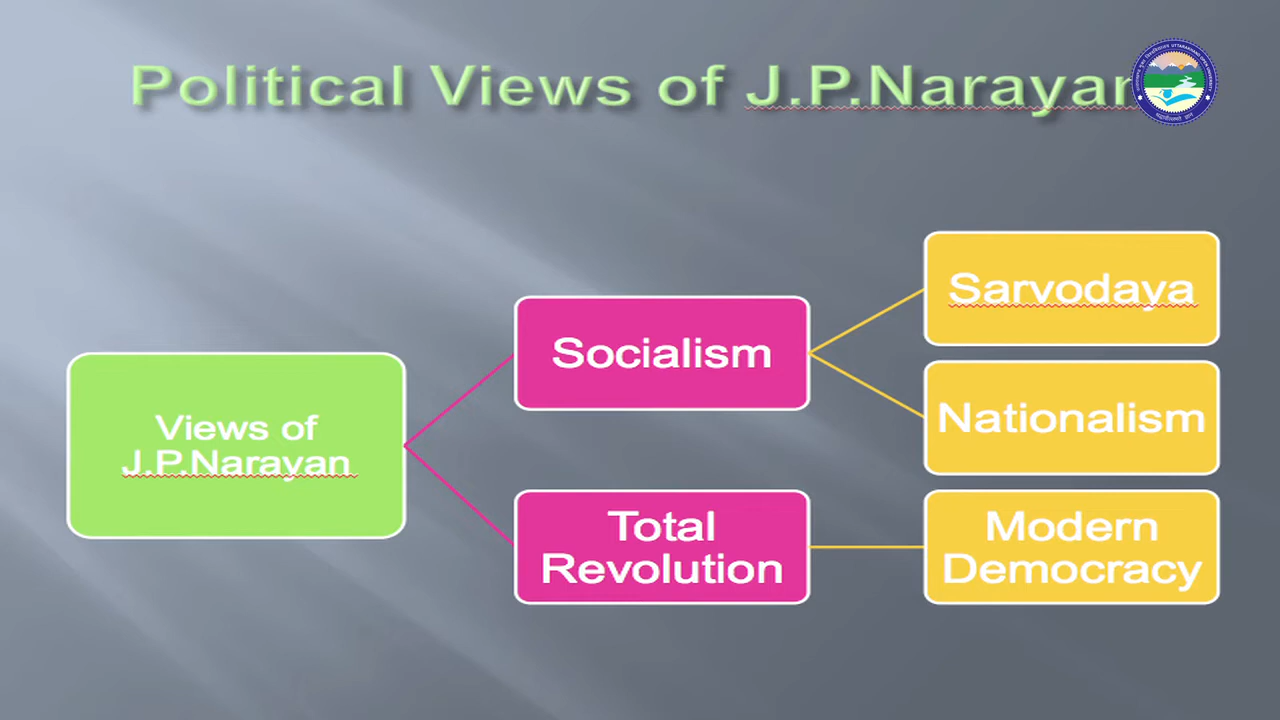 Political Views of J.P.Narayan
Sarvodaya
Socialism
Nationalism
Views of
J.P.Narayan
Total
Revolution
Modern
Democracy